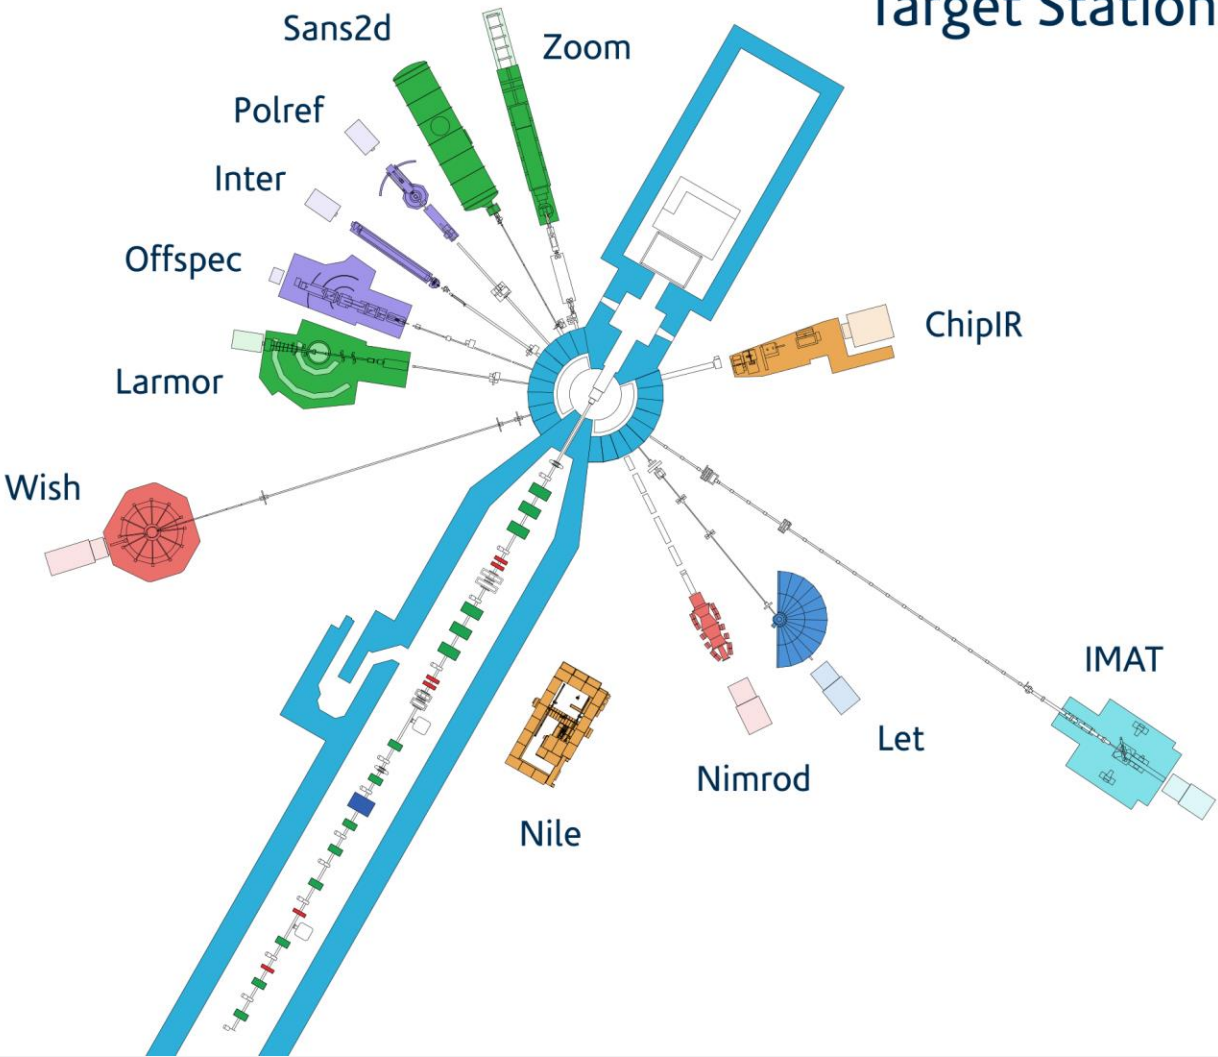 Target Station
Sans2d
Zoom
Polref
Inter
Offspec
ChipIR
Larmor
Wish
IMAT
Let
Nimrod
Nile